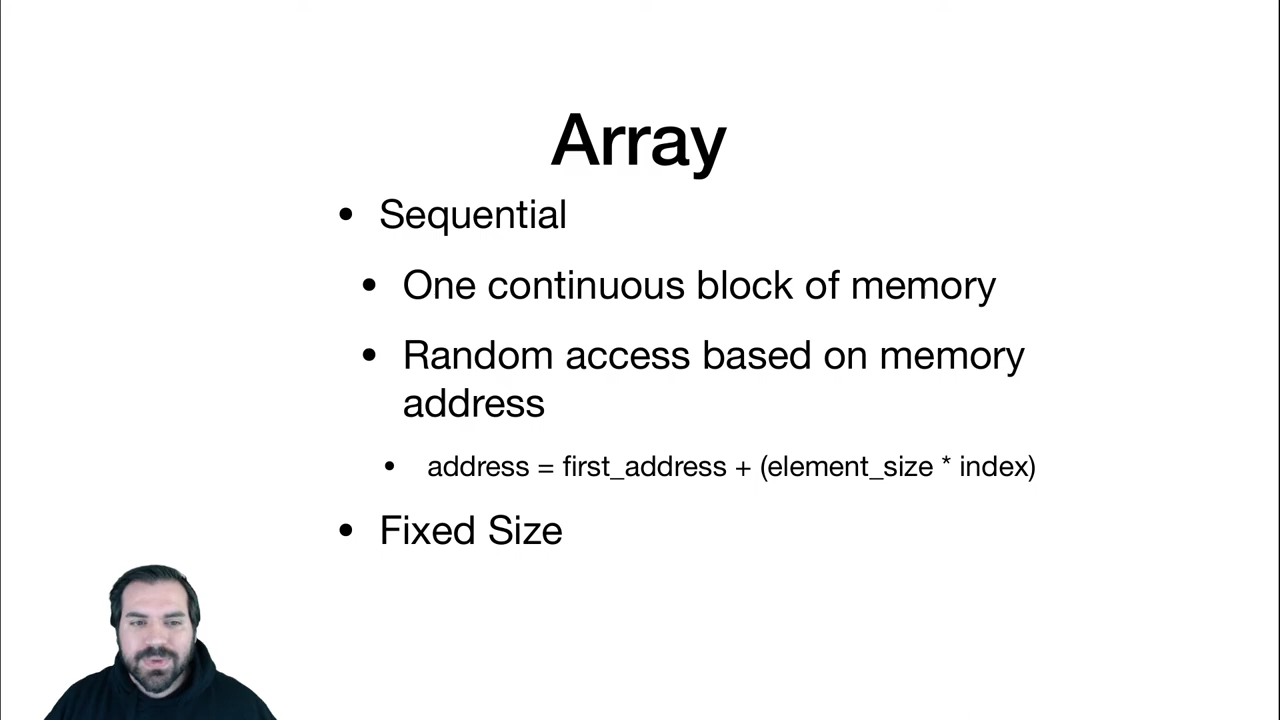 Array
• Sequential
• One continuous block of memory
• Random access based on memory
address
• address = first_address + (element_size * index)
• Fixed Size